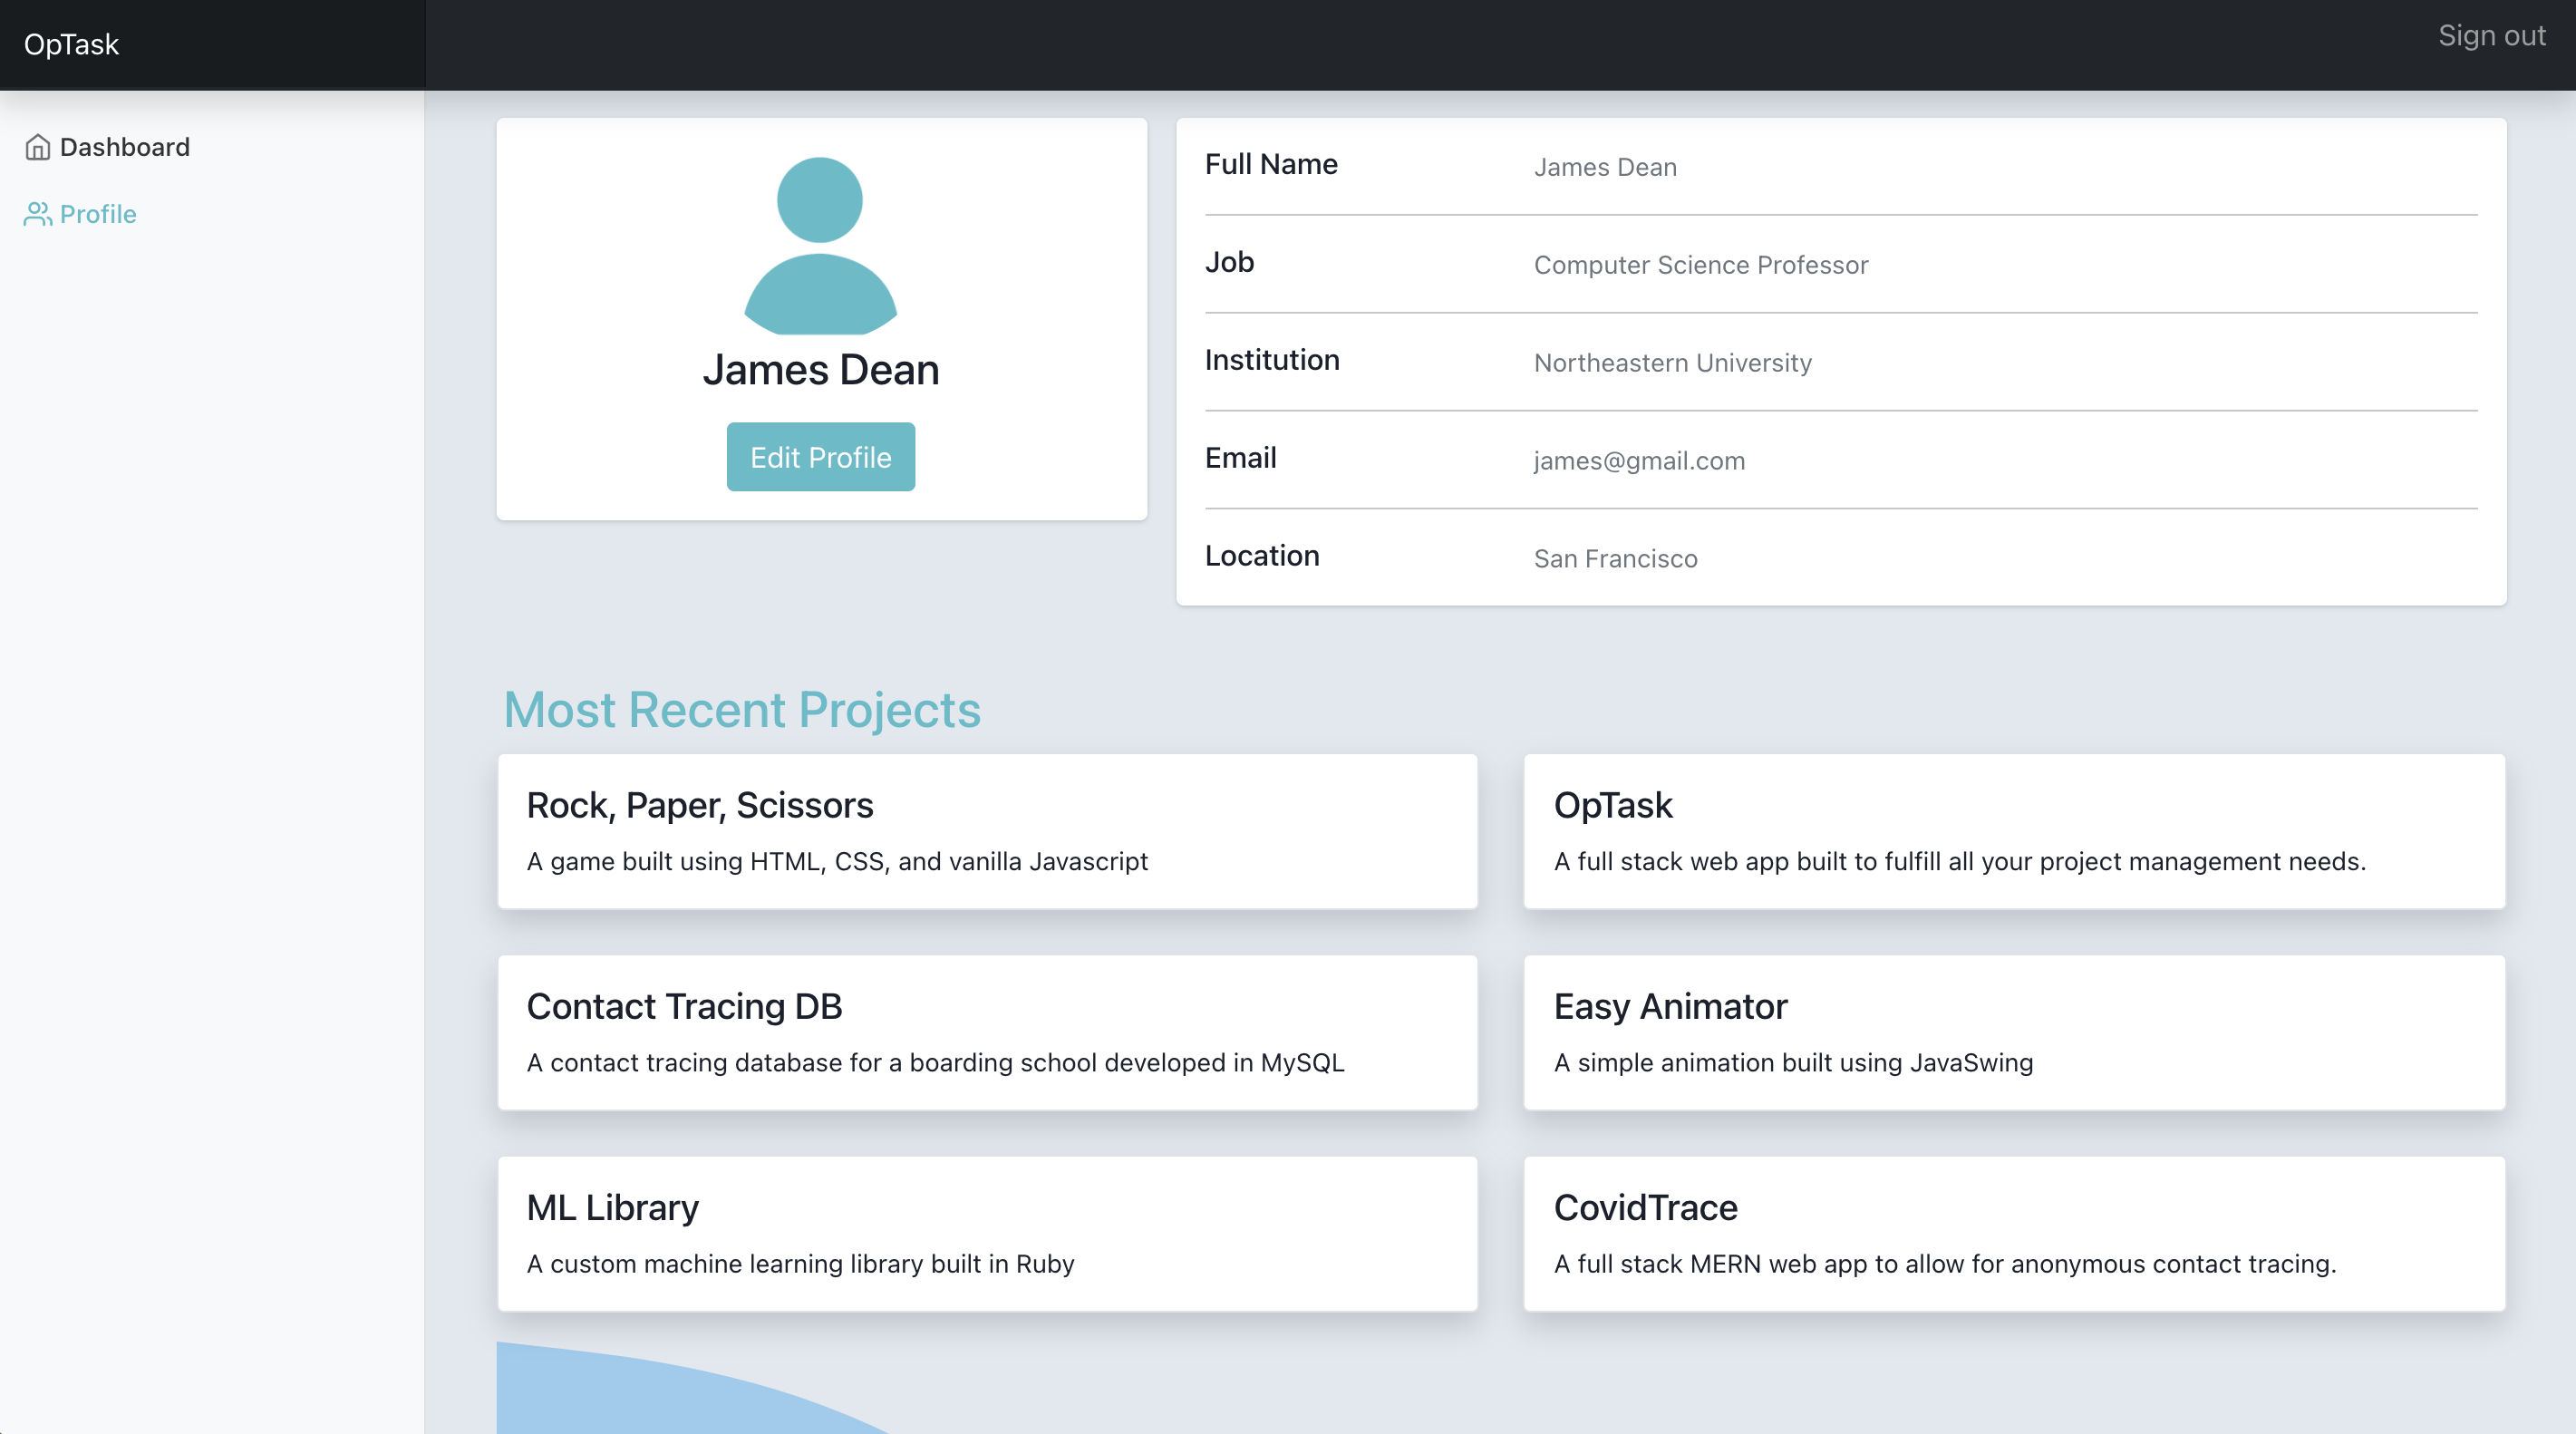 OpTask
Sign out
Dashboard
Profile
James Dean
Edit Profile
Full Name James Dean
Job Computer Science Professor
Institution Northeastern University
Email james@gmail.com
Location San Francisco
Most Recent Projects
Rock, Paper, Scissors
A game built using HTML, CSS, and vanilla Javascript
OpTask
A full stack web app built to fulfill all your project management needs.
Contact Tracing DB
A contact tracing database for a boarding school developed in MySQL
Easy Animator
A simple animation built using JavaSwing
ML Library
A custom machine learning library built in Ruby
CovidTrace
A full stack MERN web app to allow for anonymous contact tracing.